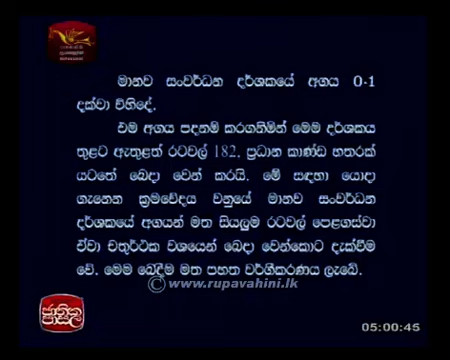 මානව සංවර්ධන දර්ශකයේ අගය 0-1
දක්වා විහිදේ.
එම අගය පදනම් කරගනිමින් මෙම දර්ශකය
තුළට ඇතුළත් රටවල් 182, ප්‍රධාන කාණ්ඩ හතරක්
යටතේ බෙදා වෙන් කරයි. මේ සඳහා යොදා
ගැනෙන ක්‍රමවේදය වනුයේ මානව සංවර්ධන
දර්ශකයේ අගයන් මත සියලුම රටවල් පෙළගස්වා
ඒවා චතුර්ථක වශයෙන් බෙදා වෙන්කොට දැක්වීම
වේ. මෙම බෙදීම මත පහත වර්ගීකරණය ලැබේ.
© www.rupavahini.lk
ජාතික
පාසල
05:00:45